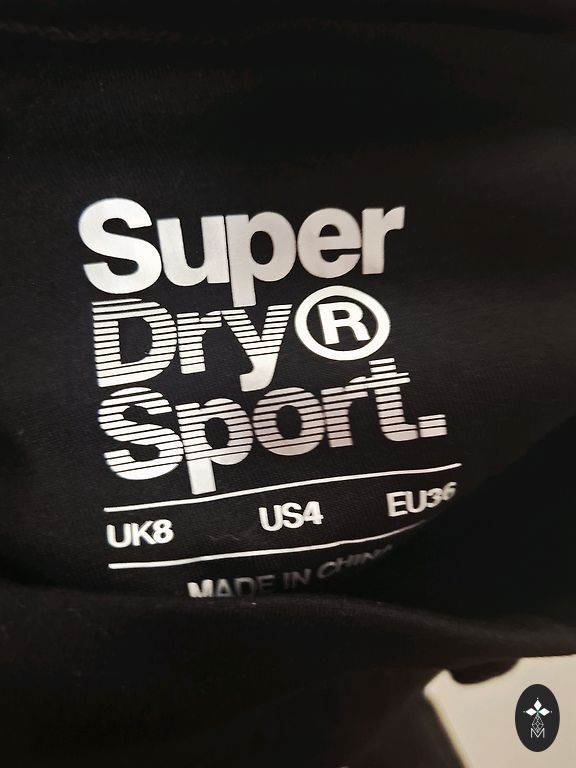 Super
Dry®
Sport.
UK8 US4 EU36
MADE IN CHINA